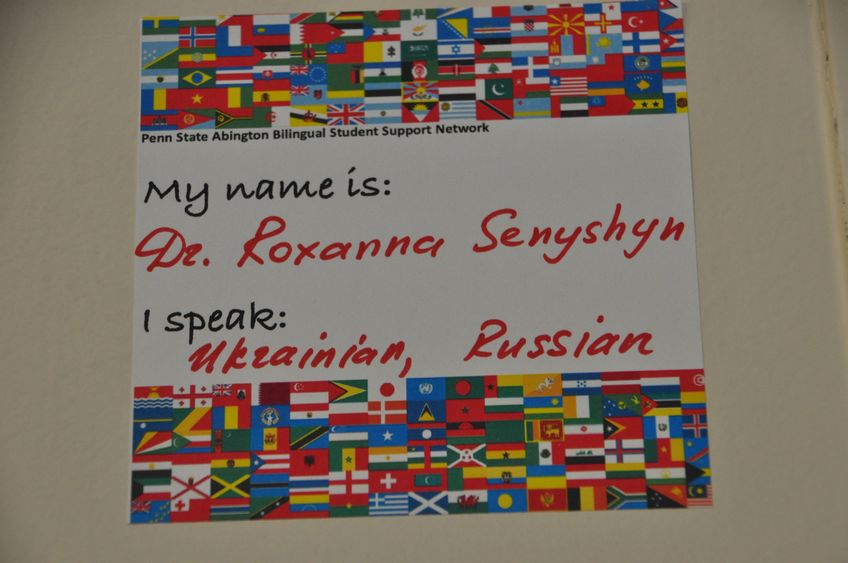 Penn State Abington Bilingual Student Support Network
My name is:
Dr. Roxanna Senyshyn
I speak:
Ukrainian, Russian